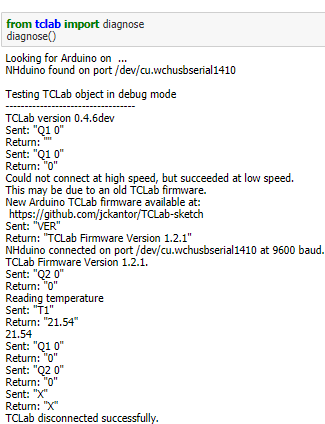 from tclab import diagnose
diagnose()
Looking for Arduino on  ...
NHduino found on port /dev/cu.wchusbserial1410
Testing TCLab object in debug mode
----------------------------------
TCLab version 0.4.6dev
Sent: "Q1 0"
Return: ""
Sent: "Q1 0"
Return: "0"
Could not connect at high speed, but succeeded at low speed.
This may be due to an old TCLab firmware.
New Arduino TCLab firmware available at:
 https://github.com/jckantor/TCLab-sketch
Sent: "VER"
Return: "TCLab Firmware Version 1.2.1"
NHduino connected on port /dev/cu.wchusbserial1410 at 9600 baud.
TCLab Firmware Version 1.2.1.
Sent: "Q2 0"
Return: "0"
Reading temperature
Sent: "T1"
Return: "21.54"
21.54
Sent: "Q1 0"
Return: "0"
Sent: "Q2 0"
Return: "0"
Sent: "X"
Return: "X"
TCLab disconnected successfully.